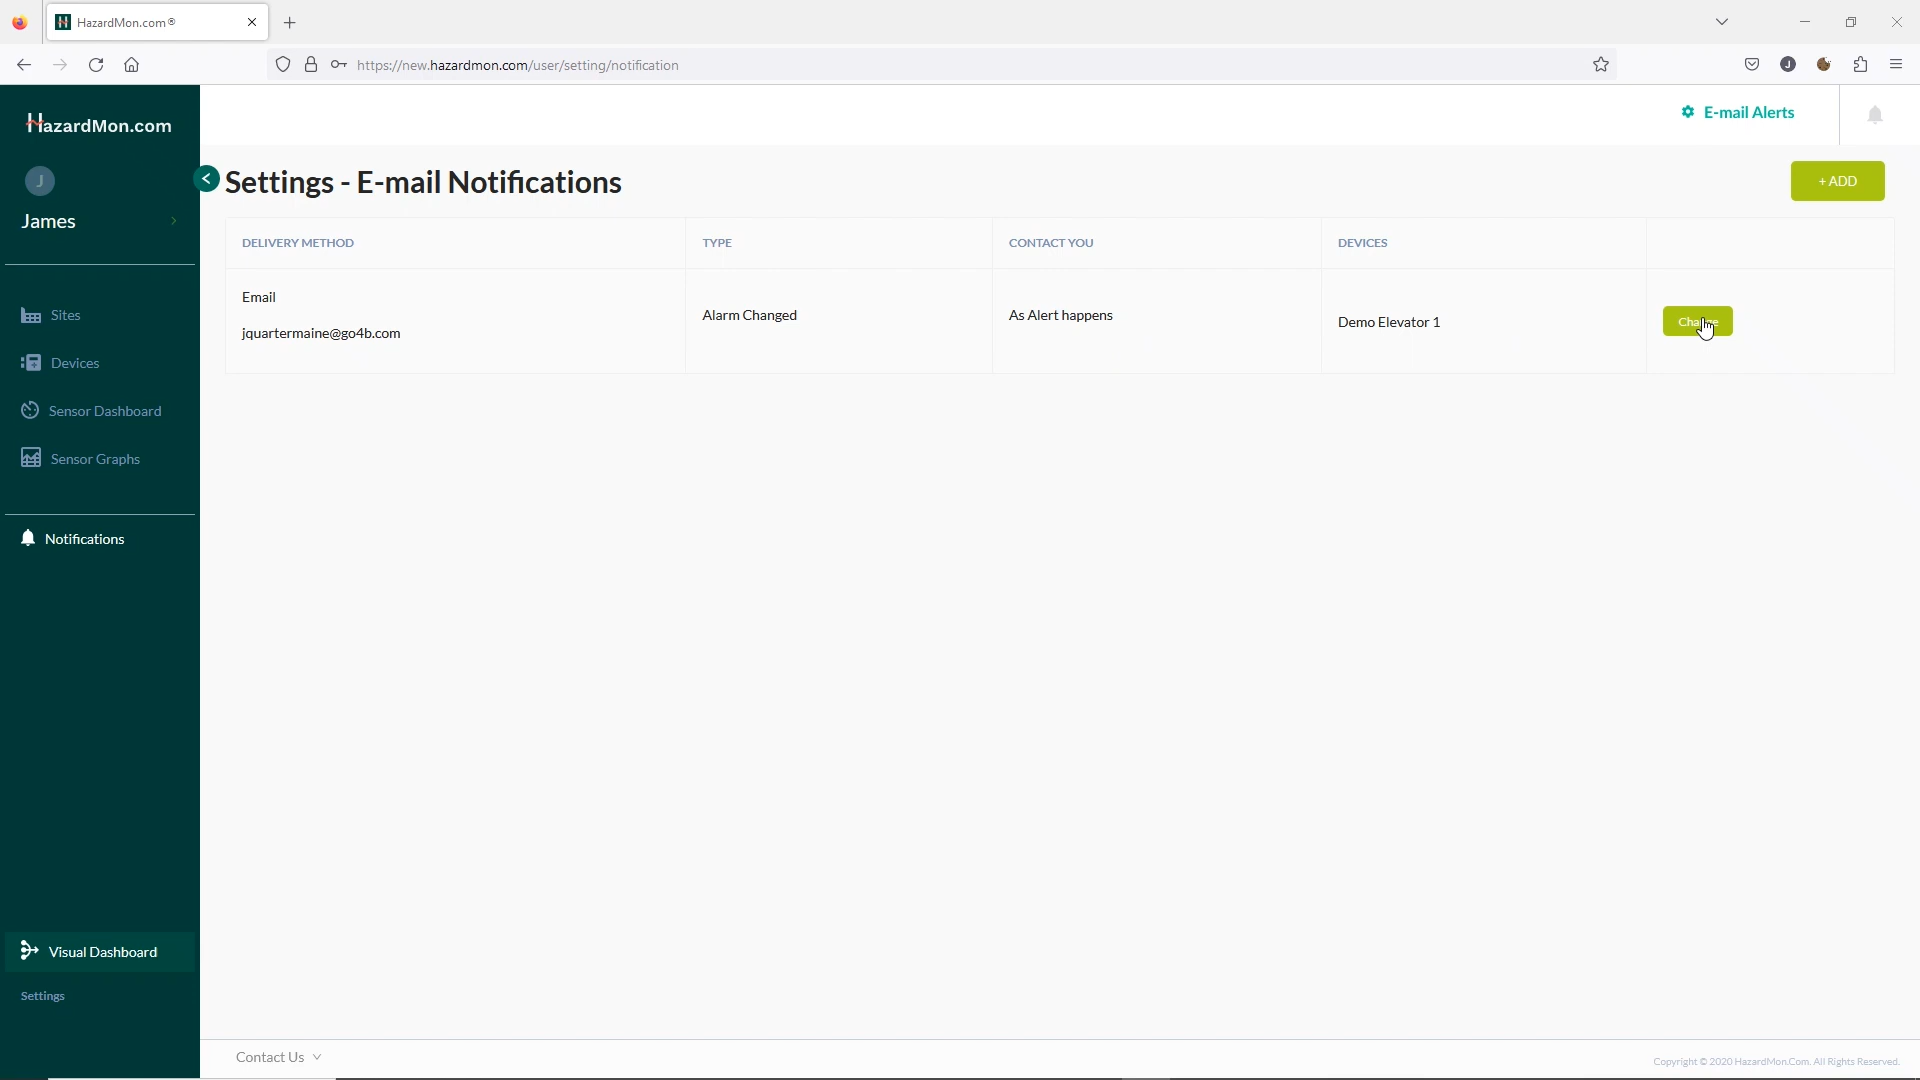 HazardMon.com®
https://new.hazardmon.com/user/setting/notification
J
HazardMon.com
E-mail Alerts
J
James
Settings - E-mail Notifications
+ ADD
DELIVERY METHOD
TYPE
CONTACT YOU
DEVICES
Email
jquartermaine@go4b.com
Alarm Changed
As Alert happens
Demo Elevator 1
Change
Sites
Devices
Sensor Dashboard
Sensor Graphs
Notifications
Visual Dashboard
Settings
Contact Us
Copyright © 2020 HazardMon.Com. All Rights Reserved.